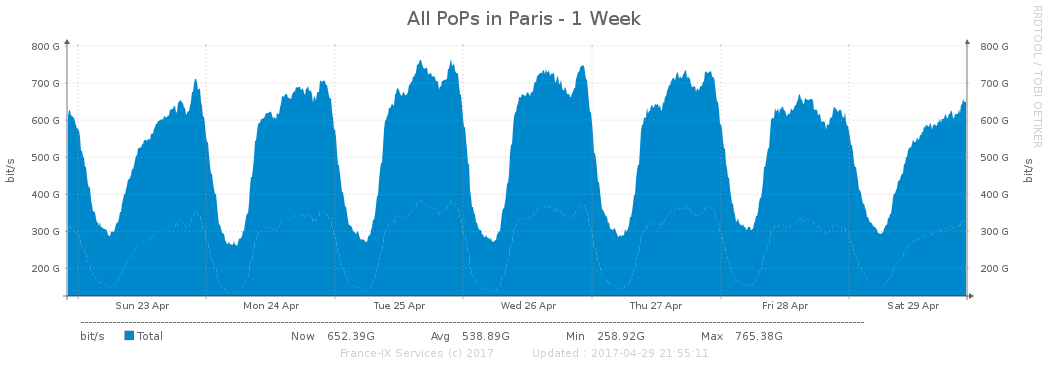 All PoPs in Paris - 1 Week
RRDTOOL / TOBI OETIKER
800 G 800 G
700 G 700 G
600 G 600 G
500 G 500 G
400 G 400 G
300 G 300 G
200 G 200 G
bit/s bit/s
Sun 23 Apr Mon 24 Apr Tue 25 Apr Wed 26 Apr Thu 27 Apr Fri 28 Apr Sat 29 Apr
bit/s Total Now 652.39G Avg 538.89G Min 258.92G Max 765.38G
France-IX Services (c) 2017 Updated : 2017-04-29 21:55:11